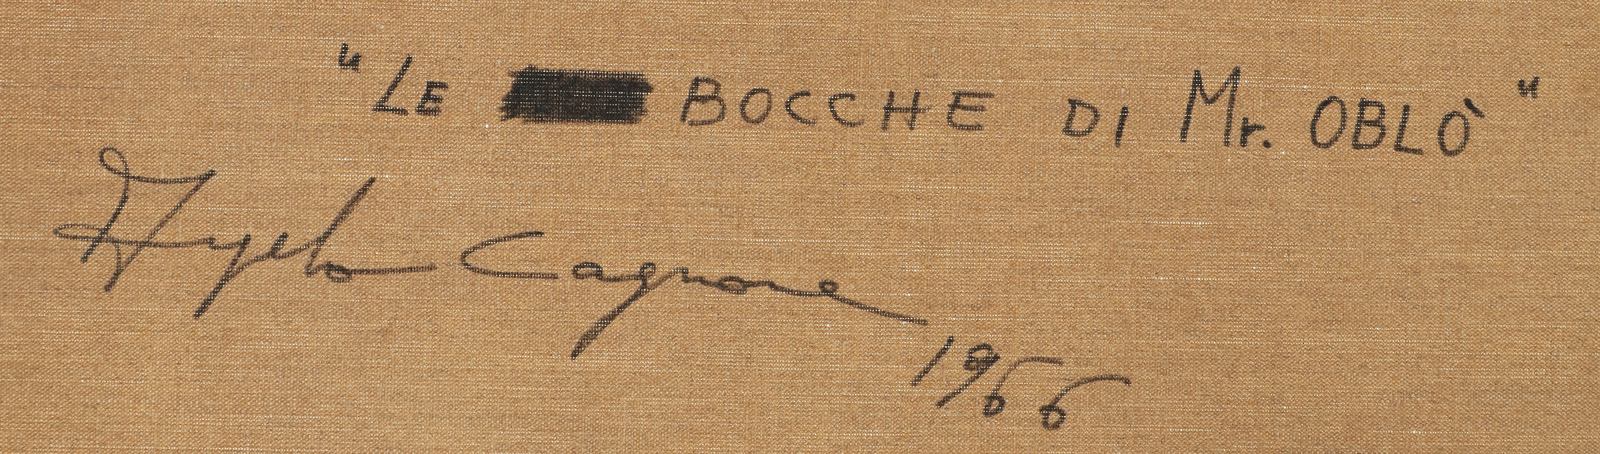 "LE BOCCHE DI Mr. OBLÒ"
Angelo Cagnone
1966